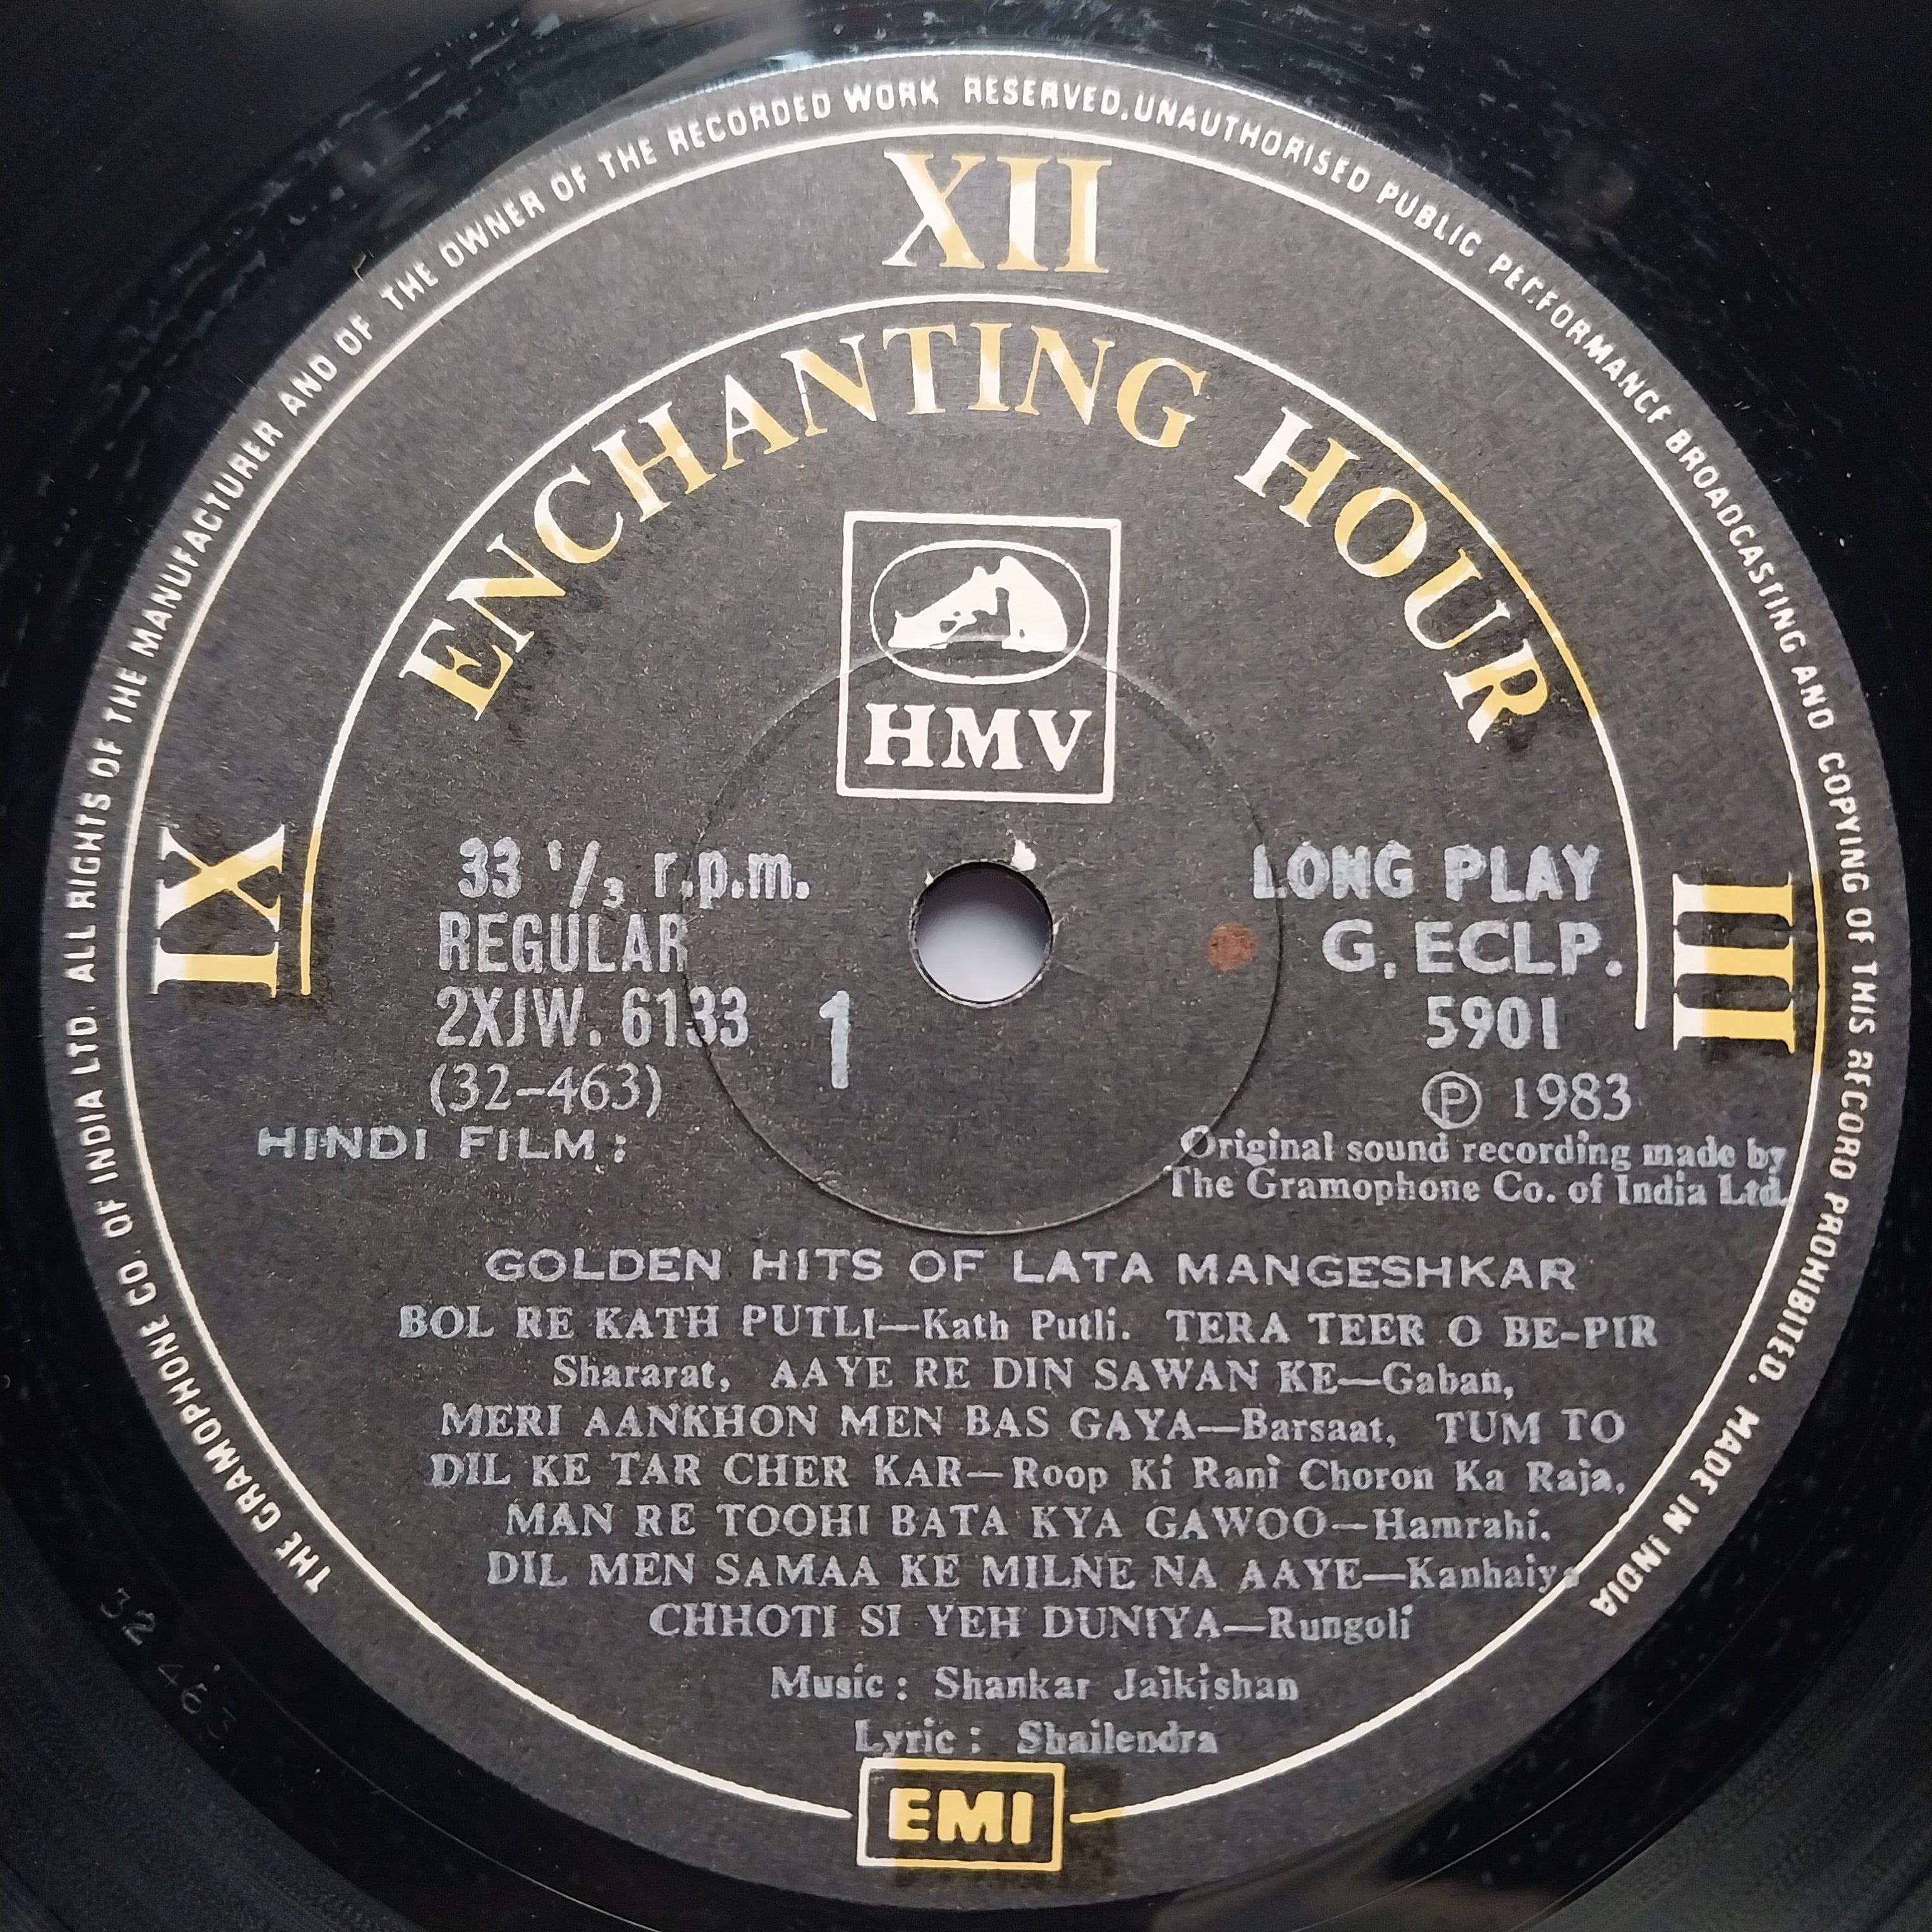 THE GRAMOPHONE CO. OF INDIA LTD. ALL RIGHTS OF THE MANUFACTURER AND OF THE OWNER OF THE RECORDED WORK RESERVED. UNAUTHORISED PUBLIC PERFORMANCE BROADCASTING AND COPYING OF THIS RECORD PROHIBITED. MADE IN INDIA
XII
ENCHANTING HOUR
HMV
IX
III
33 1/3 r.p.m.
REGULAR
2XJW. 6133
(32-463)
1
LONG PLAY
G. ECLP.
5901
Ⓟ 1983
Original sound recording made by
The Gramophone Co. of India Ltd.
HINDI FILM :
GOLDEN HITS OF LATA MANGESHKAR
BOL RE KATH PUTLI—Kath Putli. TERA TEER O BE-PIR
Shararat, AAYE RE DIN SAWAN KE—Gaban,
MERI AANKHON MEN BAS GAYA—Barsaat, TUM TO
DIL KE TAR CHER KAR—Roop Ki Rani Choron Ka Raja,
MAN RE TOOHI BATA KYA GAWOO—Hamrahi,
DIL MEN SAMAA KE MILNE NA AAYE—Kanhaiya
CHHOTI SI YEH DUNIYA—Rungoli
Music : Shankar Jaikishan
Lyric : Shailendra
EMI
32 463